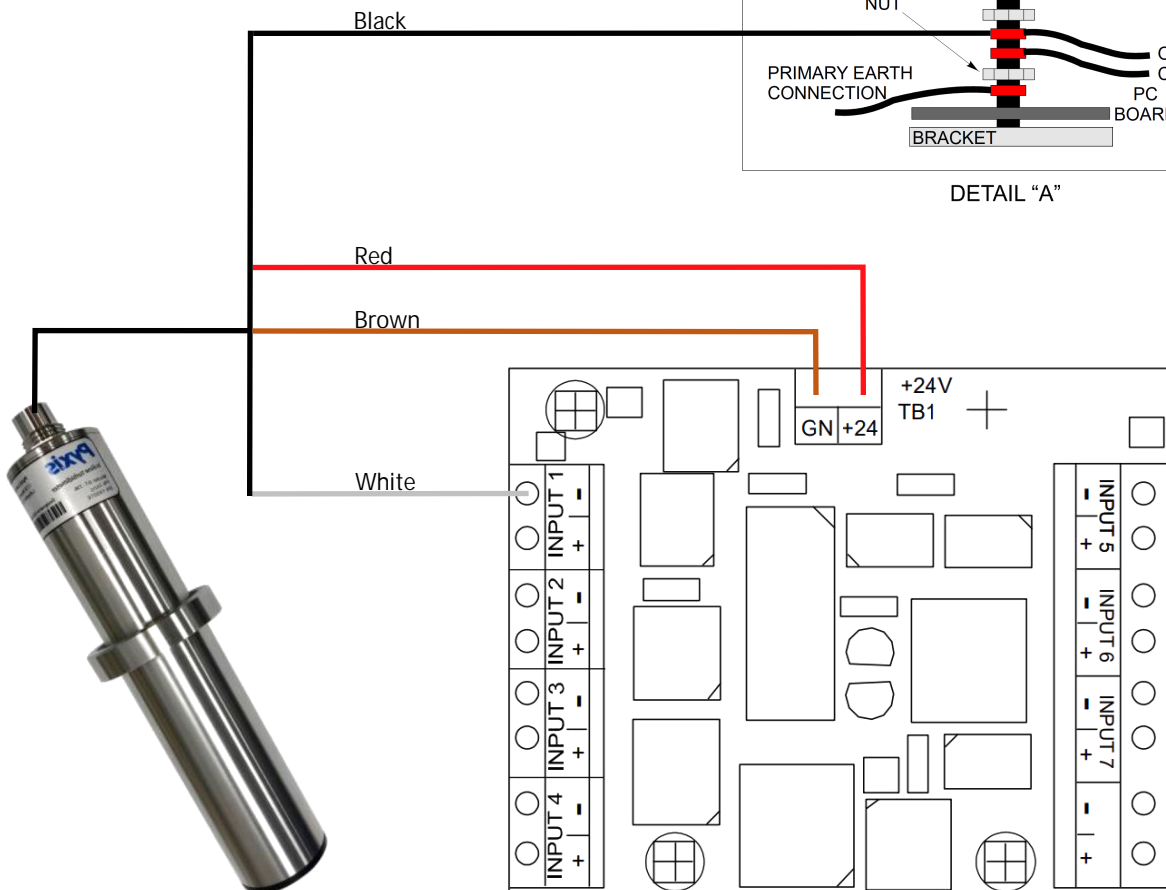 NUT
Black
PRIMARY EARTH
CONNECTION
PC
BOARD
BRACKET
DETAIL “A”
Red
Brown
+24V
TB1
GN +24
White
Pyxis
INPUT 1
-
+
INPUT 2
-
+
INPUT 3
-
+
INPUT 4
-
+
INPUT 5
-
+
INPUT 6
-
+
INPUT 7
-
+
-
+